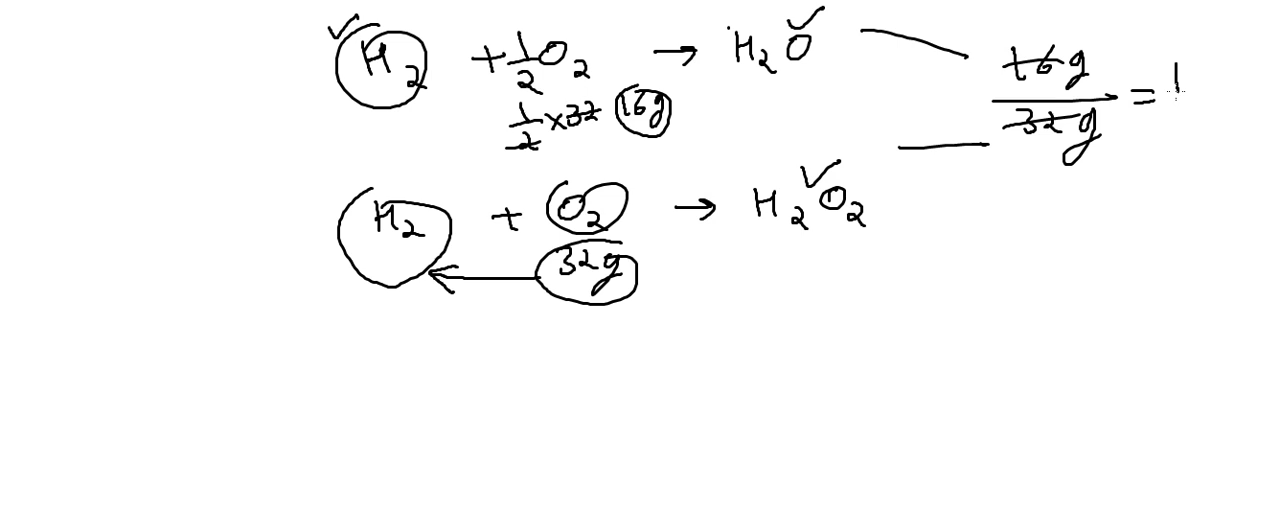 H₂ + 1/2 O₂ → H₂O
1/2 × 32 16g
16g / 32g = 1
H₂ + O₂ → H₂O₂
32g